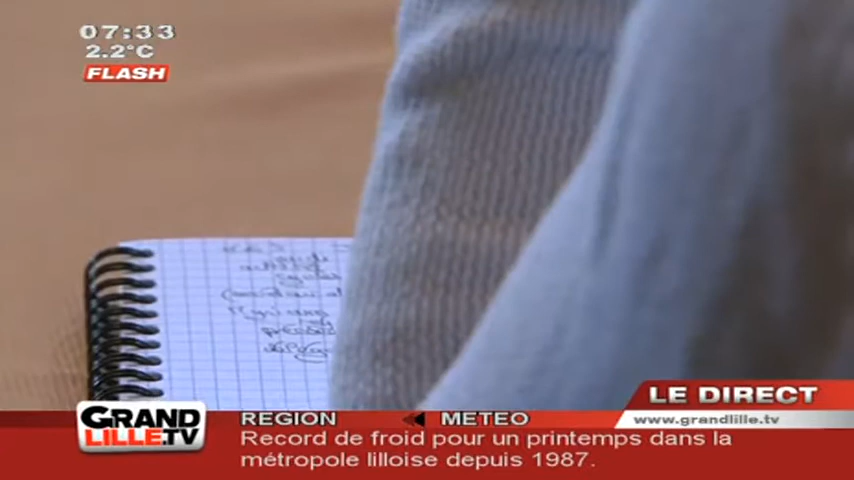 07:33
2.2°C
FLASH
LE DIRECT
www.grandlille.tv
GRAND
LILLE.TV
REGION
METEO
Record de froid pour un printemps dans la
métropole lilloise depuis 1987.